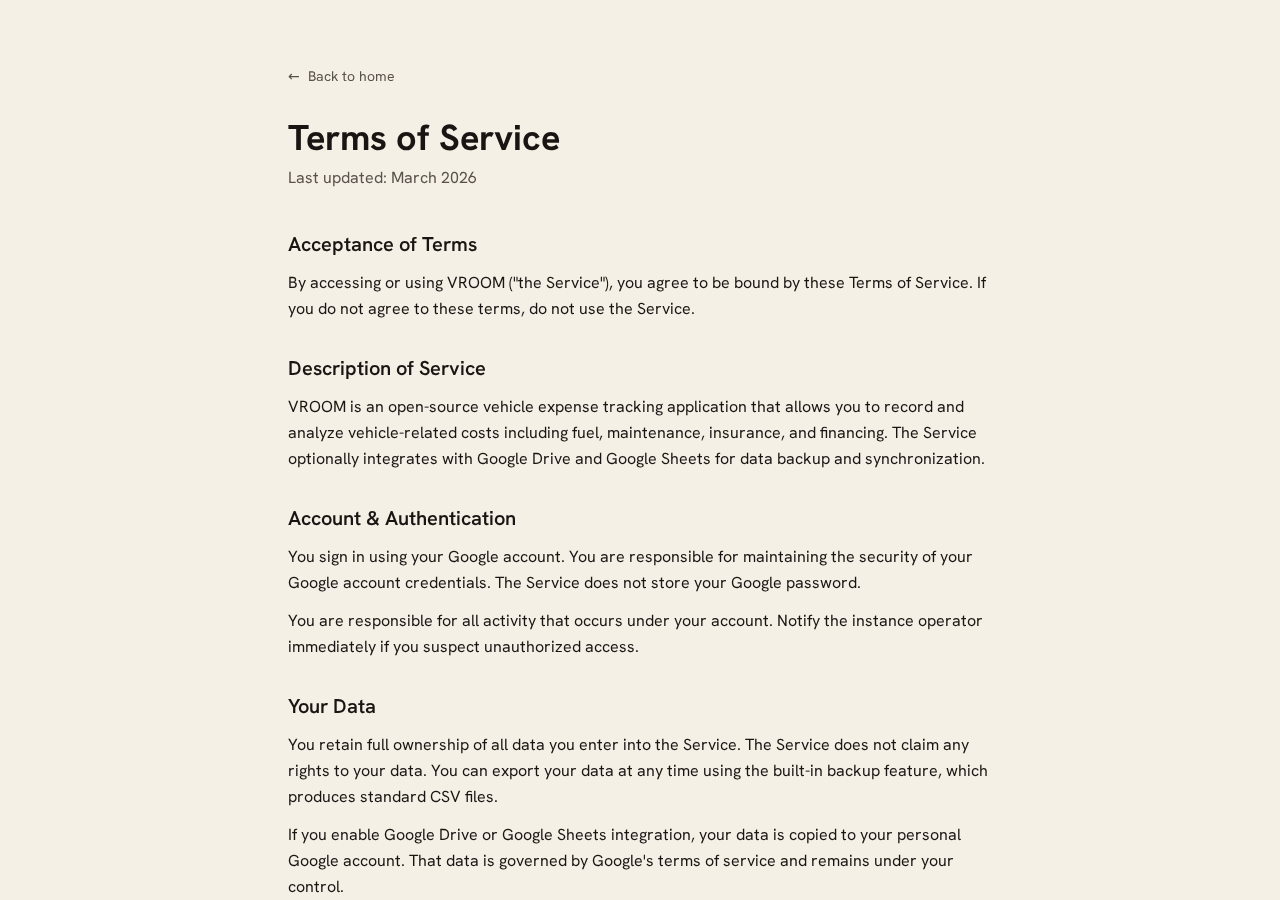 ← Back to home
Terms of Service
Last updated: March 2026
Acceptance of Terms
By accessing or using VROOM ("the Service"), you agree to be bound by these Terms of Service. If
you do not agree to these terms, do not use the Service.
Description of Service
VROOM is an open-source vehicle expense tracking application that allows you to record and
analyze vehicle-related costs including fuel, maintenance, insurance, and financing. The Service
optionally integrates with Google Drive and Google Sheets for data backup and synchronization.
Account & Authentication
You sign in using your Google account. You are responsible for maintaining the security of your
Google account credentials. The Service does not store your Google password.
You are responsible for all activity that occurs under your account. Notify the instance operator
immediately if you suspect unauthorized access.
Your Data
You retain full ownership of all data you enter into the Service. The Service does not claim any
rights to your data. You can export your data at any time using the built-in backup feature, which
produces standard CSV files.
If you enable Google Drive or Google Sheets integration, your data is copied to your personal
Google account. That data is governed by Google's terms of service and remains under your
control.